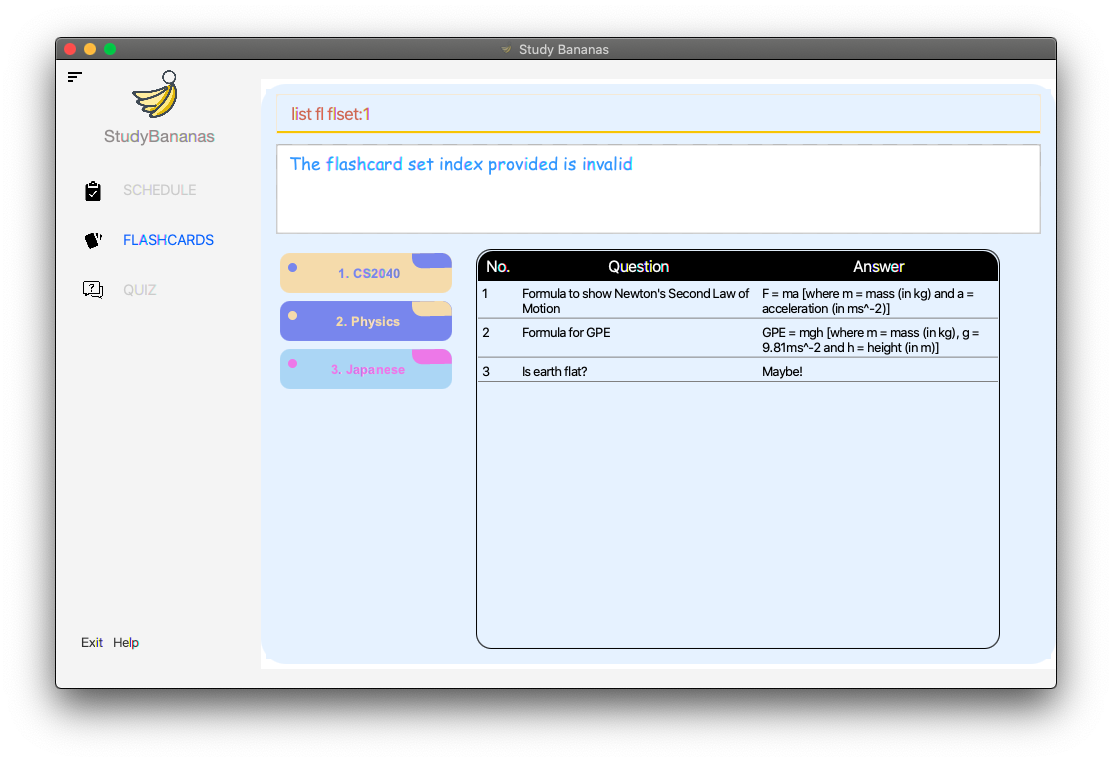 Study Bananas
StudyBananas
SCHEDULE
FLASHCARDS
QUIZ
Exit Help
list fl flset:1
The flashcard set index provided is invalid
1. CS2040
2. Physics
3. Japanese
No. Question Answer
1 Formula to show Newton's Second Law of F = ma [where m = mass (in kg) and a =
Motion acceleration (in ms^-2)]
2 Formula for GPE GPE = mgh [where m = mass (in kg), g =
9.81ms^-2 and h = height (in m)]
3 Is earth flat? Maybe!